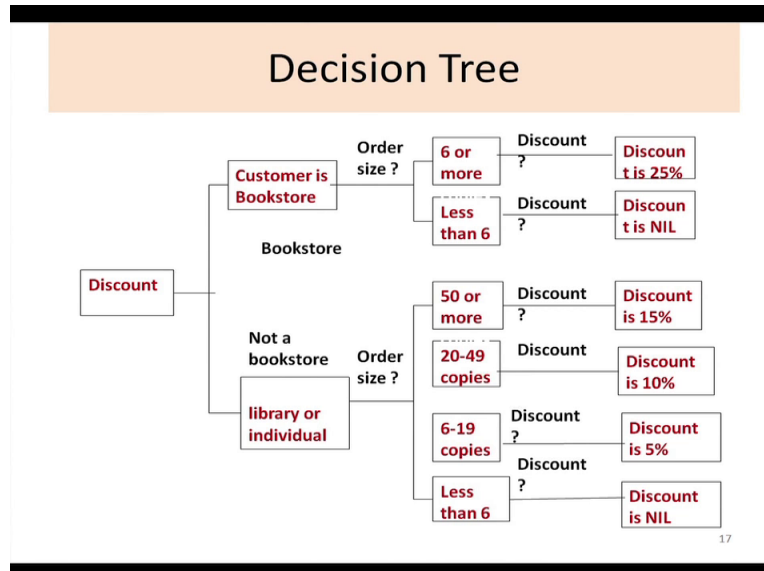 Decision Tree
Order
size ?
6 or
more
Discount
?
Discoun
t is 25%
Customer is
Bookstore
Less
than 6
Discount
?
Discoun
t is NIL
Bookstore
Discount
50 or
more
Discount
?
Discount
is 15%
Not a
bookstore
Order
size ?
20-49
copies
Discount
Discount
is 10%
library or
individual
6-19
copies
Discount
?
Discount
is 5%
Less
than 6
Discount
?
Discount
is NIL
17